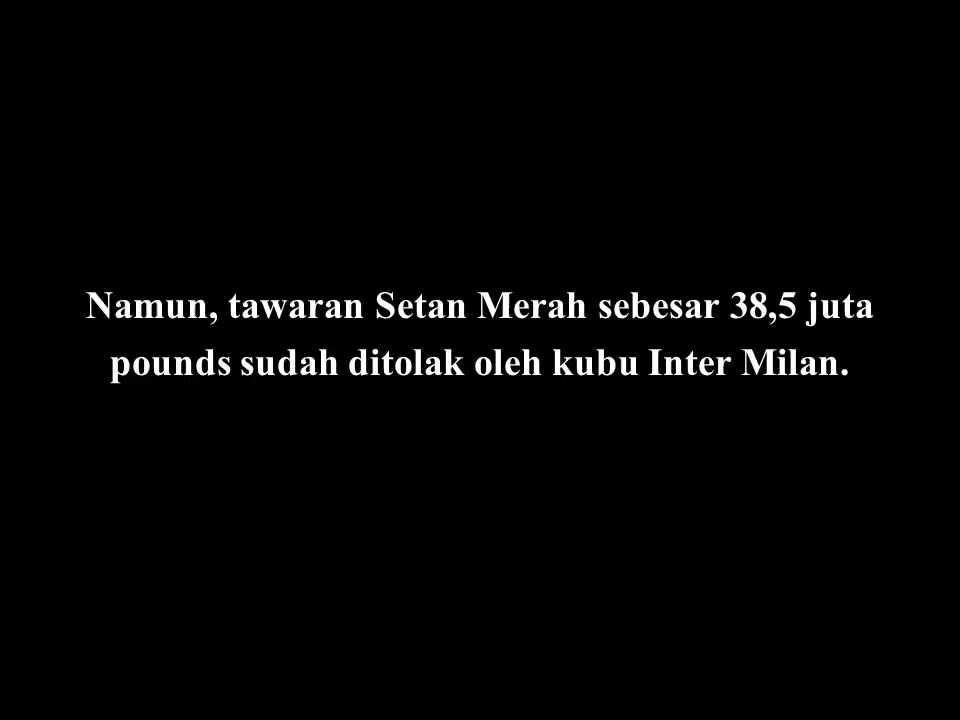 Namun, tawaran Setan Merah sebesar 38,5 juta
pounds sudah ditolak oleh kubu Inter Milan.